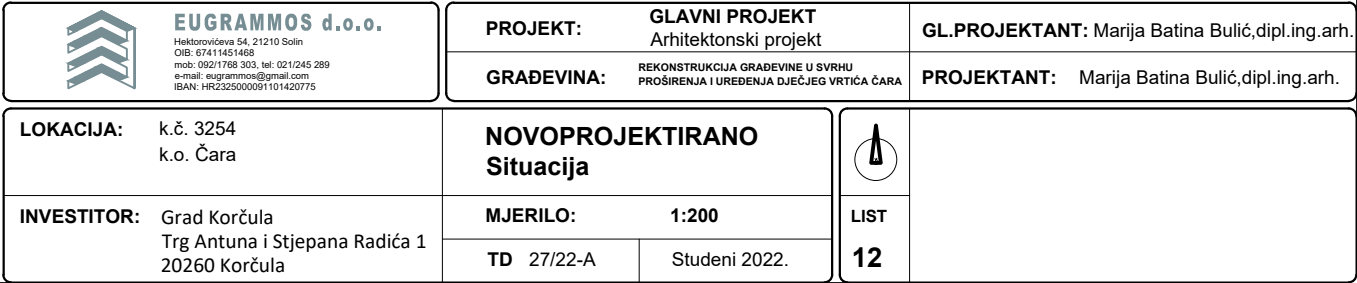 EUGRAMMOS d.o.o.
Hektorovićeva 54, 21210 Solin
OIB: 67411451468
mob: 092/1768 303, tel: 021/245 289
e-mail: eugrammos@gmail.com
IBAN: HR2325000091101420775
PROJEKT:
GLAVNI PROJEKT
Arhitektonski projekt
GRAĐEVINA:
REKONSTRUKCIJA GRAĐEVINE U SVRHU
PROŠIRENJA I UREĐENJA DJEČJEG VRTIĆA ČARA
GL.PROJEKTANT: Marija Batina Bulić,dipl.ing.arh.
PROJEKTANT: Marija Batina Bulić,dipl.ing.arh.
LOKACIJA:
k.č. 3254
k.o. Čara
INVESTITOR:
Grad Korčula
Trg Antuna i Stjepana Radića 1
20260 Korčula
NOVOPROJEKTIRANO
Situacija
MJERILO: 1:200
TD 27/22-A
Studeni 2022.
LIST
12